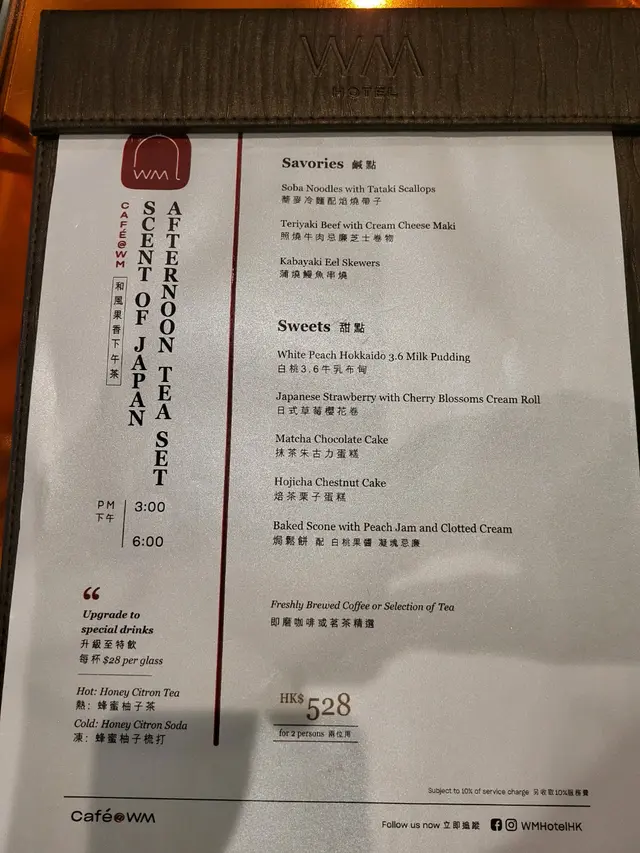 WM
HOTEL
WM
CAFÉ@WM
SCENT OF JAPAN
AFTERNOON TEA SET
和風果香下午茶
PM 3:00
下午
6:00
Savories 鹹點
Soba Noodles with Tataki Scallops
蕎麥冷麵配焰燒帶子
Teriyaki Beef with Cream Cheese Maki
照燒牛肉忌廉芝士卷物
Kabayaki Eel Skewers
蒲燒鰻魚串燒
Sweets 甜點
White Peach Hokkaido 3.6 Milk Pudding
白桃3.6牛乳布甸
Japanese Strawberry with Cherry Blossoms Cream Roll
日式草莓櫻花卷
Matcha Chocolate Cake
抹茶朱古力蛋糕
Hojicha Chestnut Cake
焙茶栗子蛋糕
Baked Scone with Peach Jam and Clotted Cream
焗鬆餅 配 白桃果醬 凝塊忌廉
Freshly Brewed Coffee or Selection of Tea
即磨咖啡或茗茶精選
HK$528
for 2 persons 兩位用
“
Upgrade to
special drinks
升級至特飲
每杯 $28 per glass
Hot: Honey Citron Tea
熱: 蜂蜜柚子茶
Cold: Honey Citron Soda
凍: 蜂蜜柚子梳打
Subject to 10% of service charge 另收取10%服務費
Café@WM
Follow us now 立即追蹤 WMHotelHK